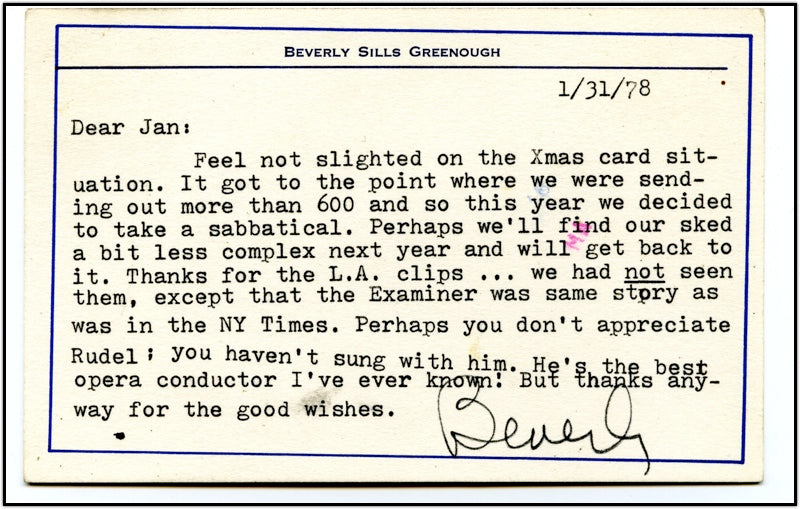 BEVERLY SILLS GREENOUGH
1/31/78
Dear Jan:
Feel not slighted on the Xmas card sit-
uation. It got to the point where we were send-
ing out more than 600 and so this year we decided
to take a sabbatical. Perhaps we'll find our sked
a bit less complex next year and will get back to
it. Thanks for the L.A. clips ... we had not seen
them, except that the Examiner was same story as
was in the NY Times. Perhaps you don't appreciate
Rudel; you haven't sung with him. He's the best
opera conductor I've ever known! But thanks any-
way for the good wishes.
Beverly